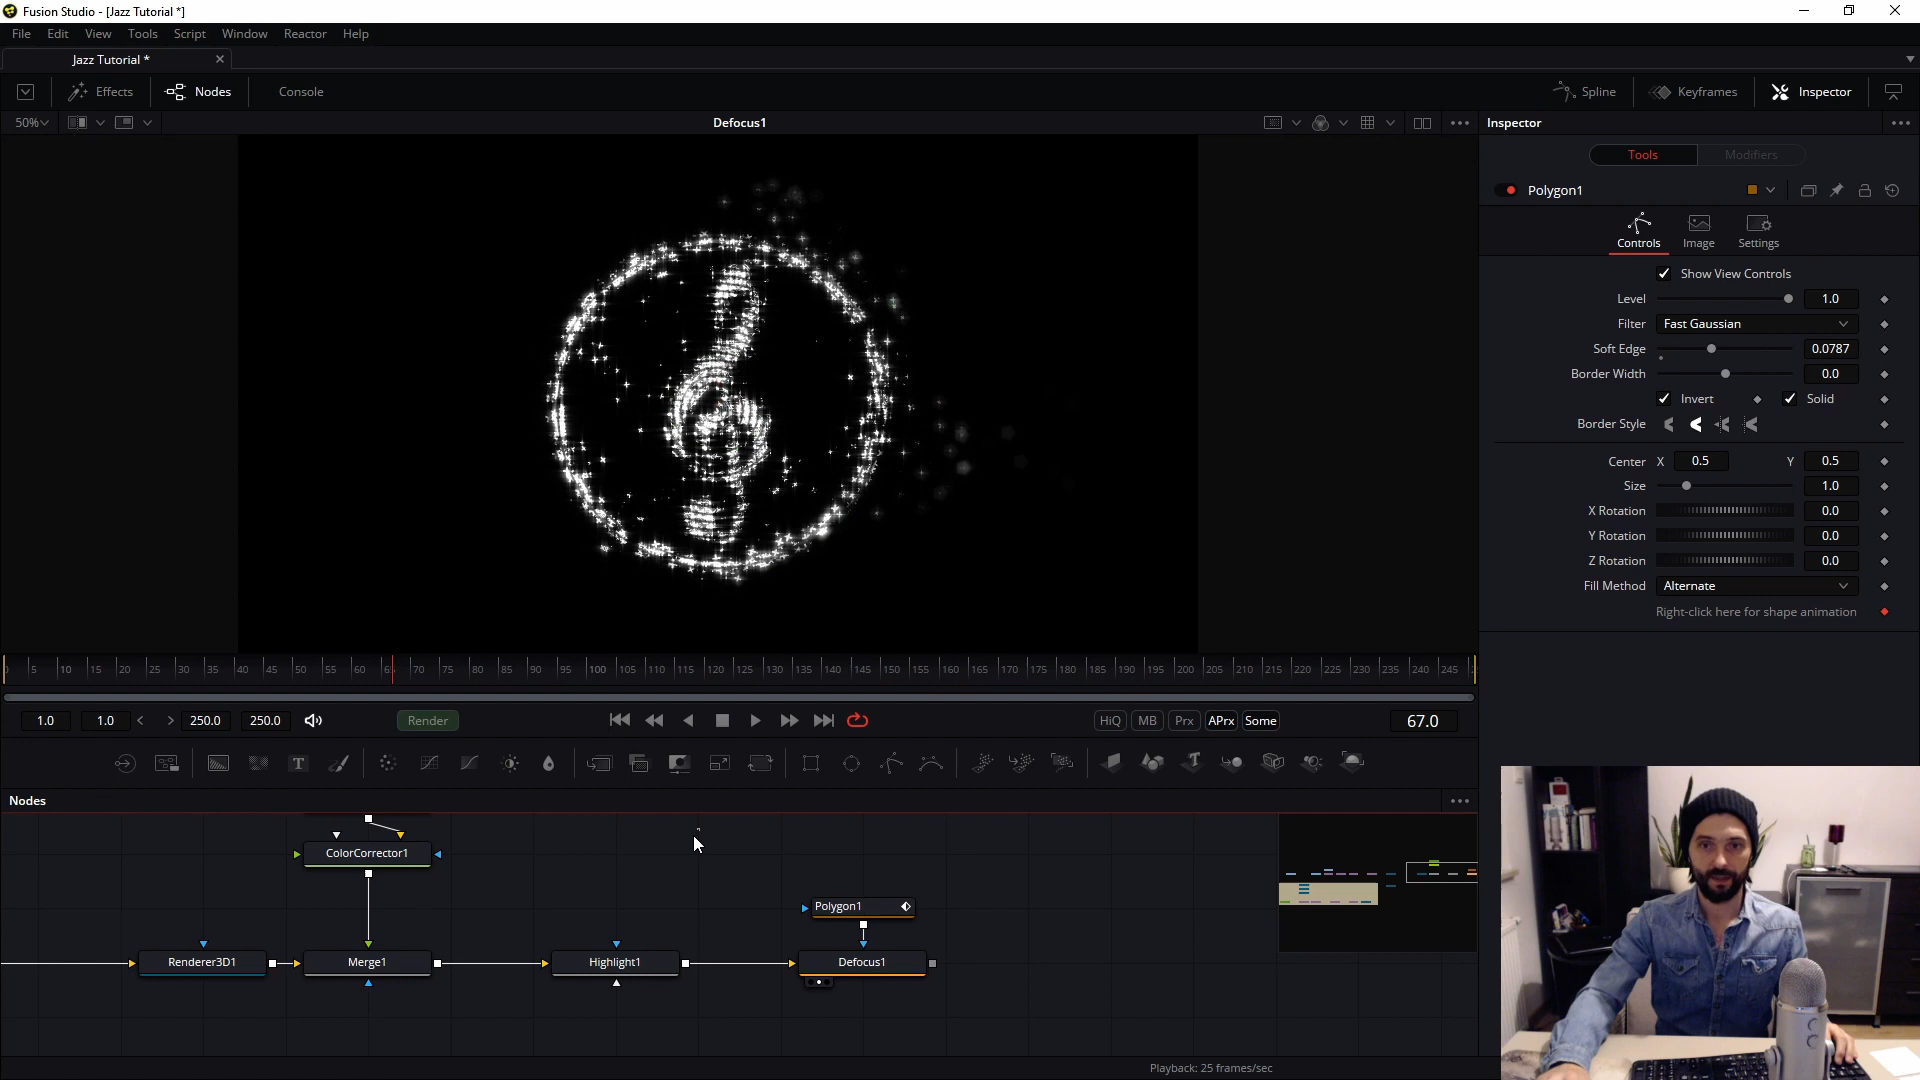 Fusion Studio - [Jazz Tutorial *]
File Edit View Tools Script Window Reactor Help
Jazz Tutorial *
Effects Nodes Console Spline Keyframes Inspector
50% Defocus1 Inspector
Tools Modifiers
Polygon1
Controls Image Settings
Show View Controls
Level 1.0
Filter Fast Gaussian
Soft Edge 0.0787
Border Width 0.0
Invert Solid
Border Style
Center X 0.5 Y 0.5
Size 1.0
X Rotation 0.0
Y Rotation 0.0
Z Rotation 0.0
Fill Method Alternate
Right-click here for shape animation
5 10 15 20 25 30 35 40 45 50 55 60 70 75 80 85 90 95 100 105 110 115 120 125 130 135 140 145 150 155 160 165 170 175 180 185 190 195 200 205 210 215 220 225 230 235 240 245
1.0 1.0 < > 250.0 250.0 Render HiQ MB Prx APrx Some 67.0
Nodes
ColorCorrector1
Polygon1
Renderer3D1 Merge1 Highlight1 Defocus1
Playback: 25 frames/sec